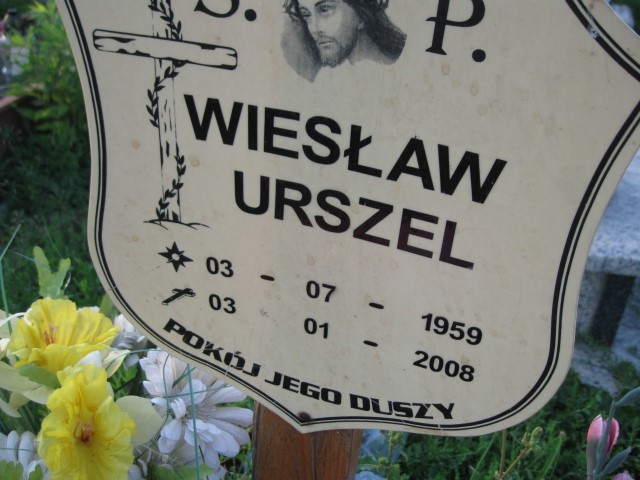 S. P.
WIESŁAW
URSZEL
03 - 07 - 1959
03 01 - 2008
POKÓJ JEGO DUSZY